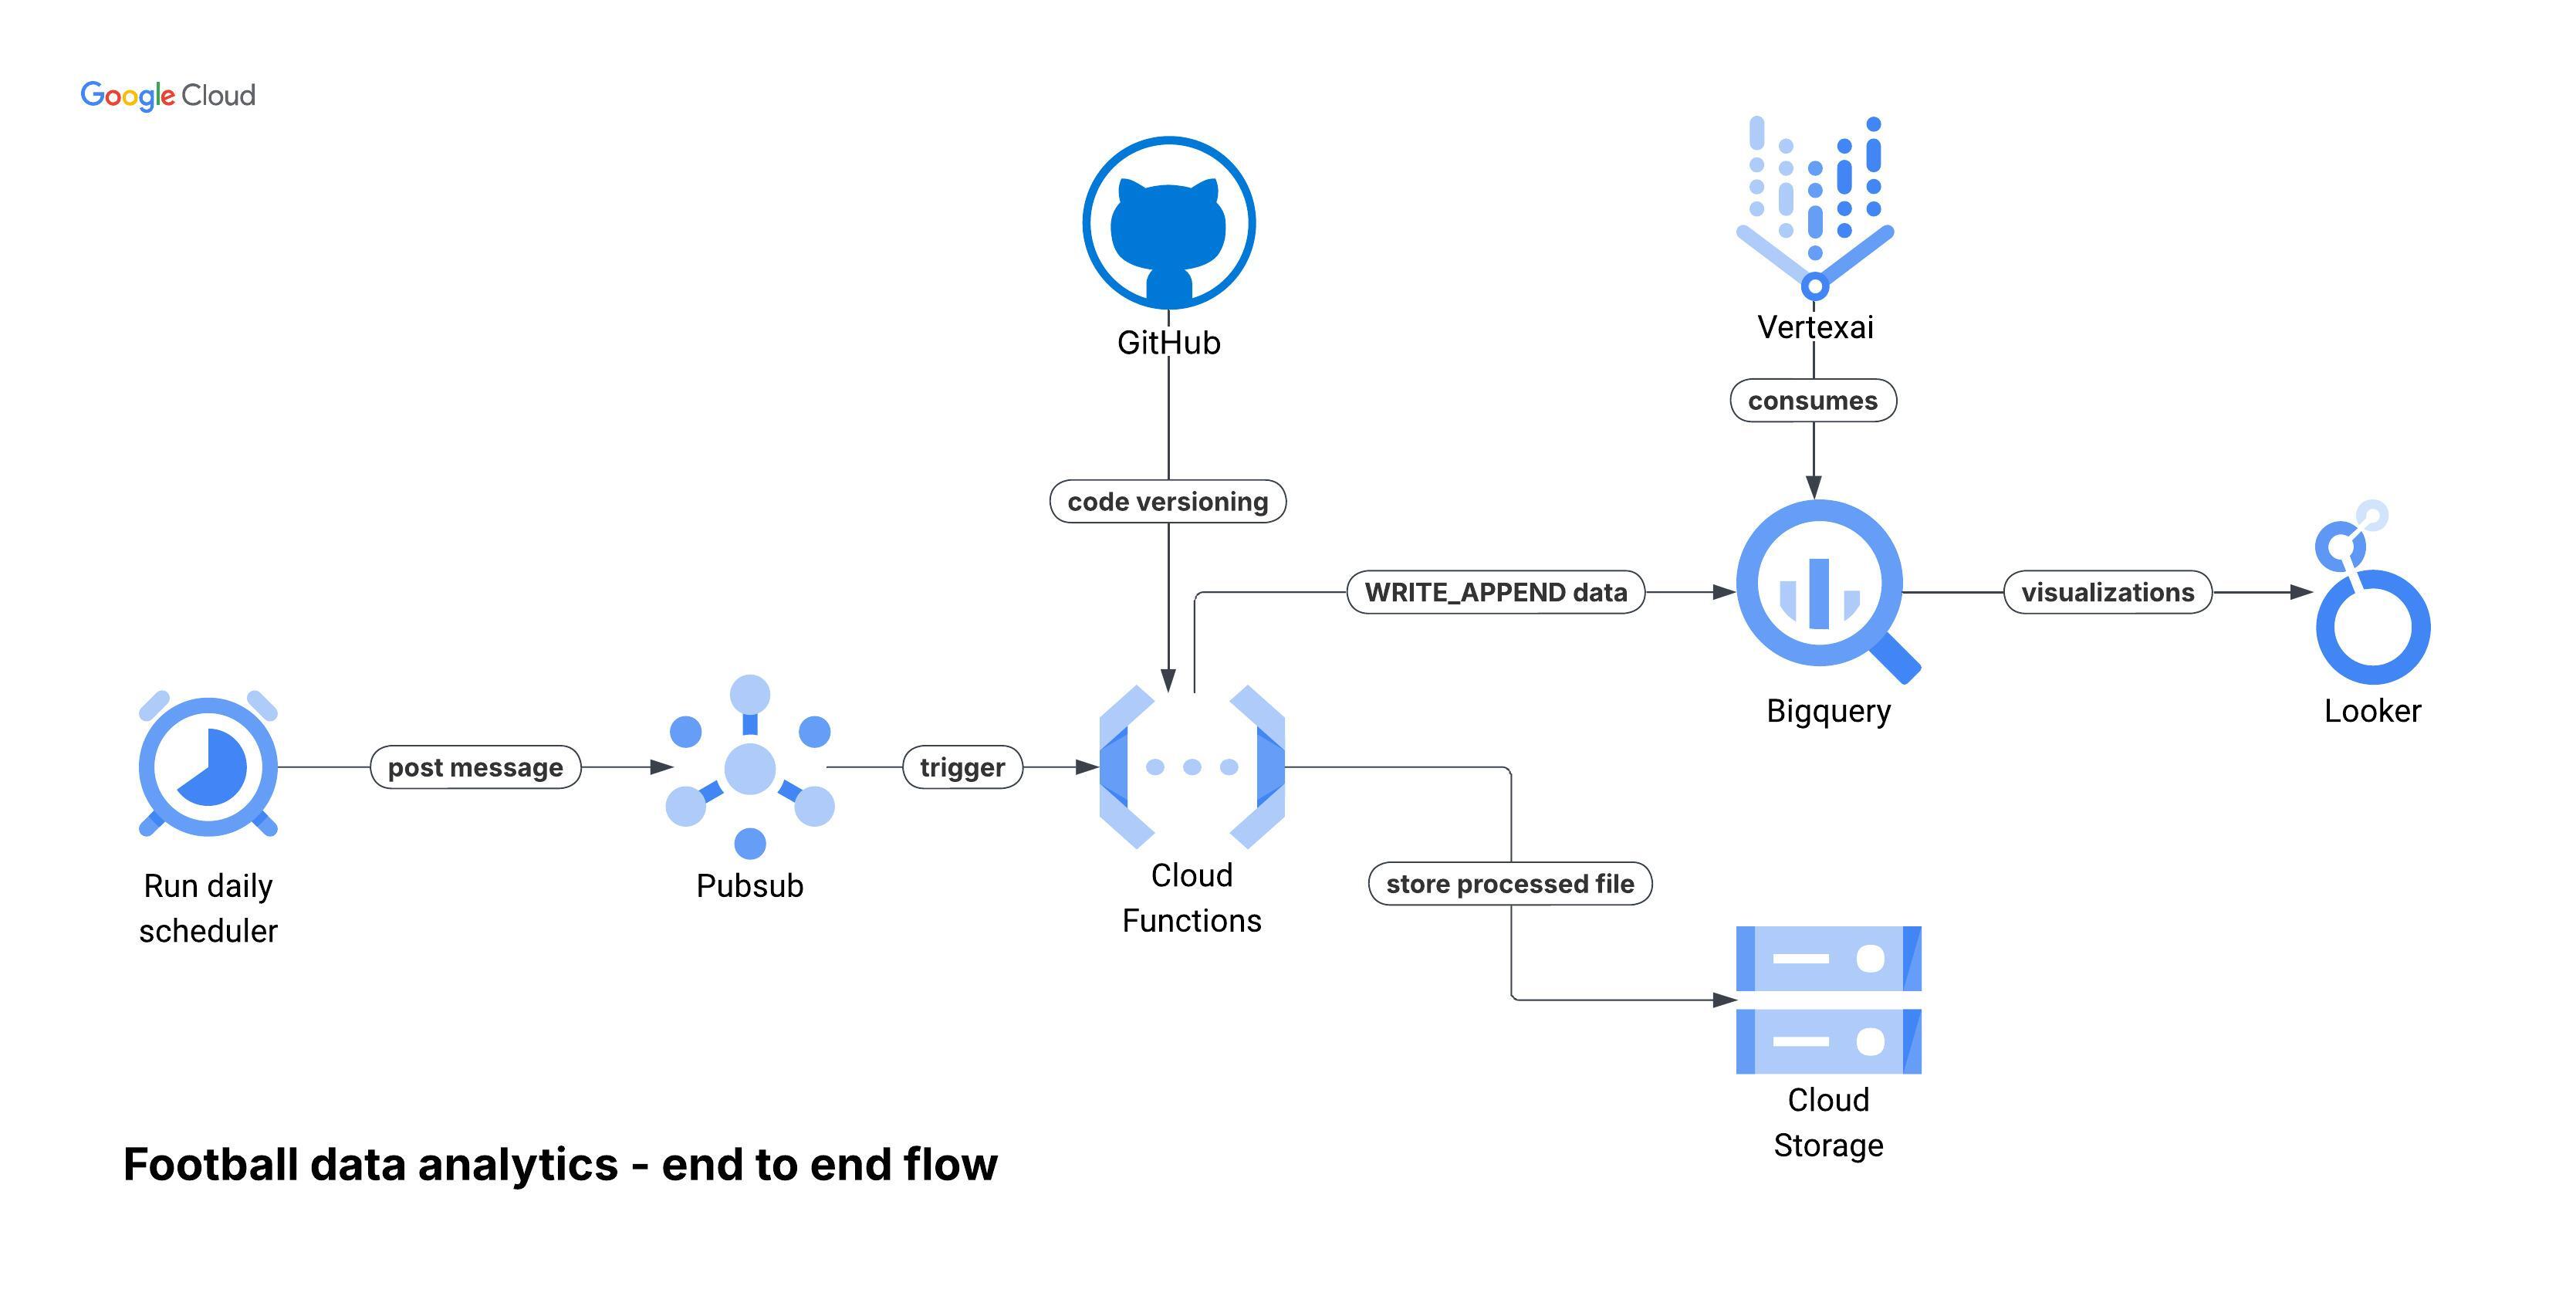 Google Cloud
GitHub
Vertexai
consumes
code versioning
WRITE_APPEND data
visualizations
Bigquery
Looker
post message
trigger
Run daily
scheduler
Pubsub
Cloud
Functions
store processed file
Cloud
Storage
Football data analytics - end to end flow